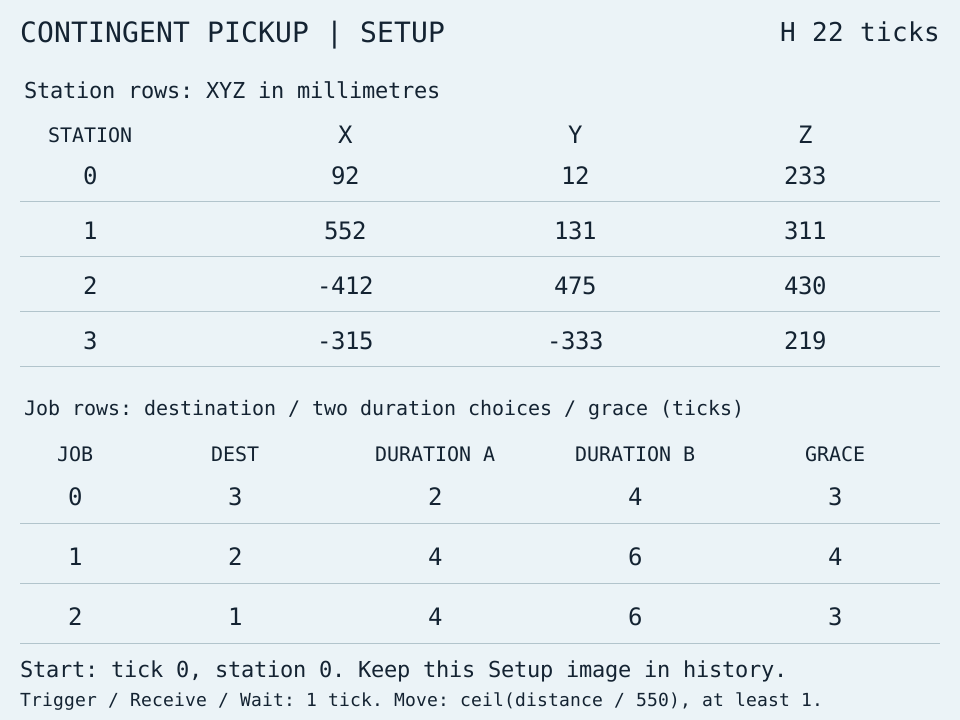 CONTINGENT PICKUP | SETUP H 22 ticks
Station rows: XYZ in millimetres
STATION X Y Z
0 92 12 233
1 552 131 311
2 -412 475 430
3 -315 -333 219
Job rows: destination / two duration choices / grace (ticks)
JOB DEST DURATION A DURATION B GRACE
0 3 2 4 3
1 2 4 6 4
2 1 4 6 3
Start: tick 0, station 0. Keep this Setup image in history.
Trigger / Receive / Wait: 1 tick. Move: ceil(distance / 550), at least 1.